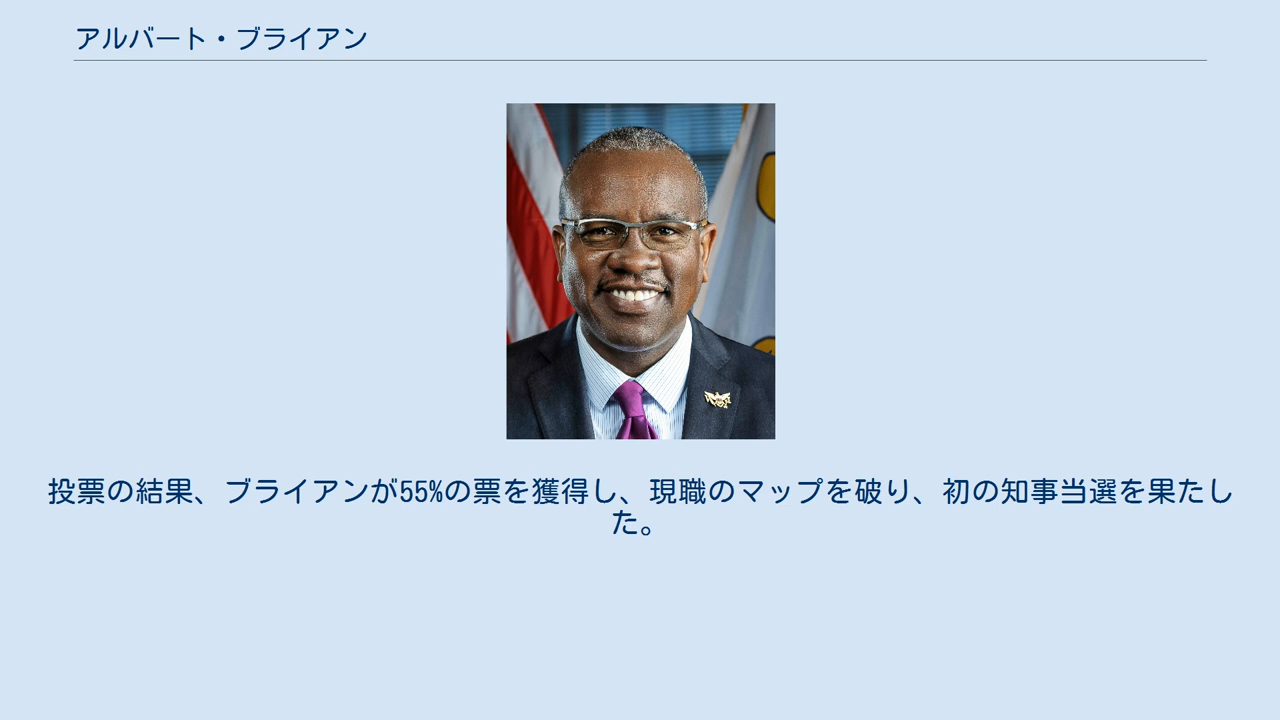 アルバート・ブライアン
投票の結果、ブライアンが55%の票を獲得し、現職のマップを破り、初の知事当選を果たし
た。